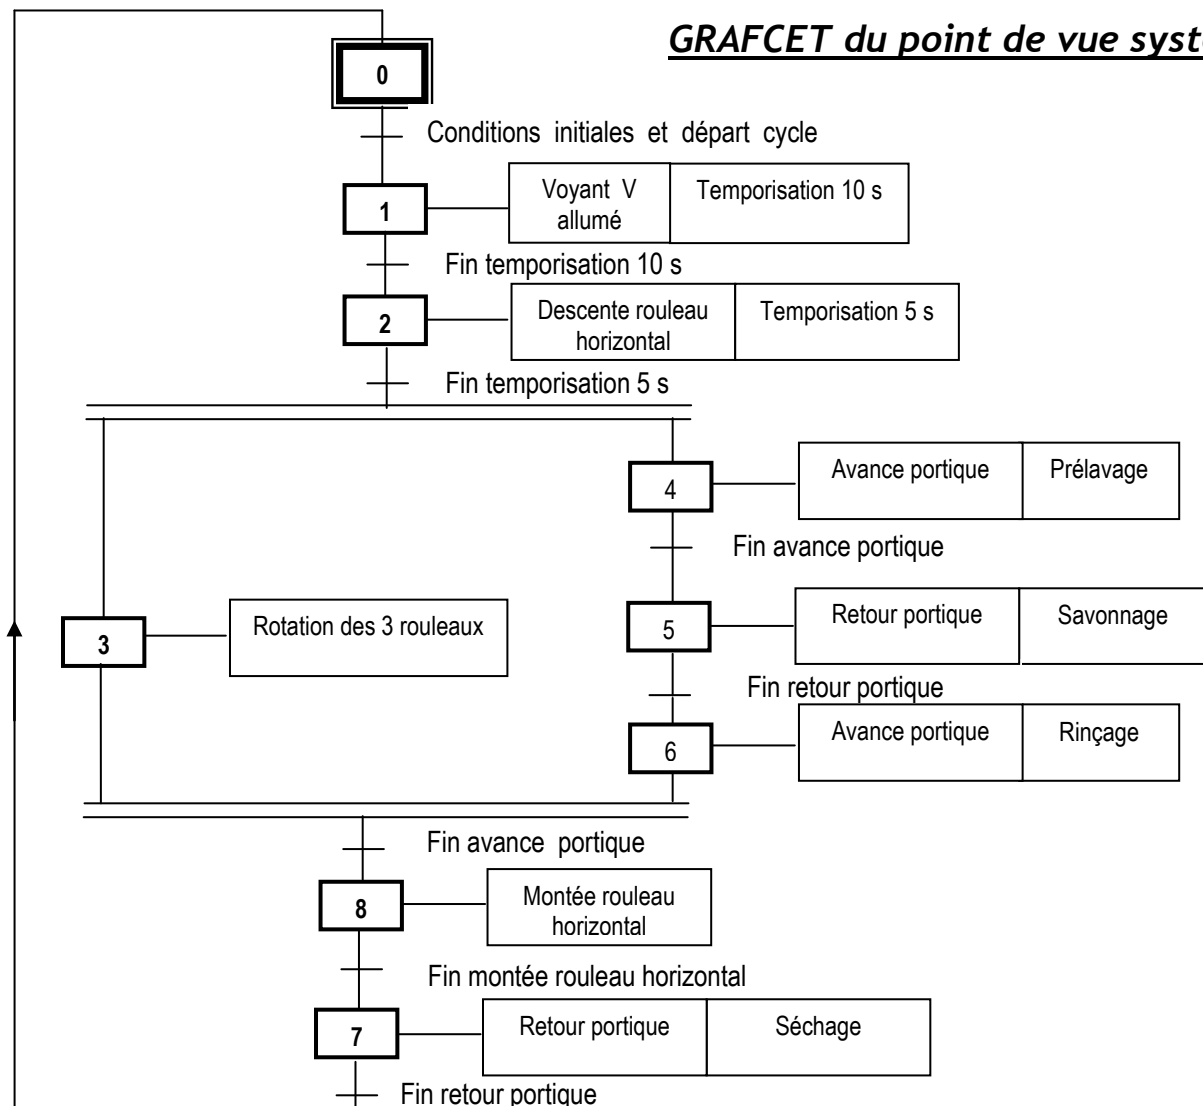 GRAFCET du point de vue syst
0
Conditions initiales et départ cycle
1
Voyant V
allumé
Temporisation 10 s
Fin temporisation 10 s
2
Descente rouleau
horizontal
Temporisation 5 s
Fin temporisation 5 s
4
Avance portique
Prélavage
Fin avance portique
3
Rotation des 3 rouleaux
5
Retour portique
Savonnage
Fin retour portique
6
Avance portique
Rinçage
Fin avance portique
8
Montée rouleau
horizontal
Fin montée rouleau horizontal
7
Retour portique
Séchage
Fin retour portique